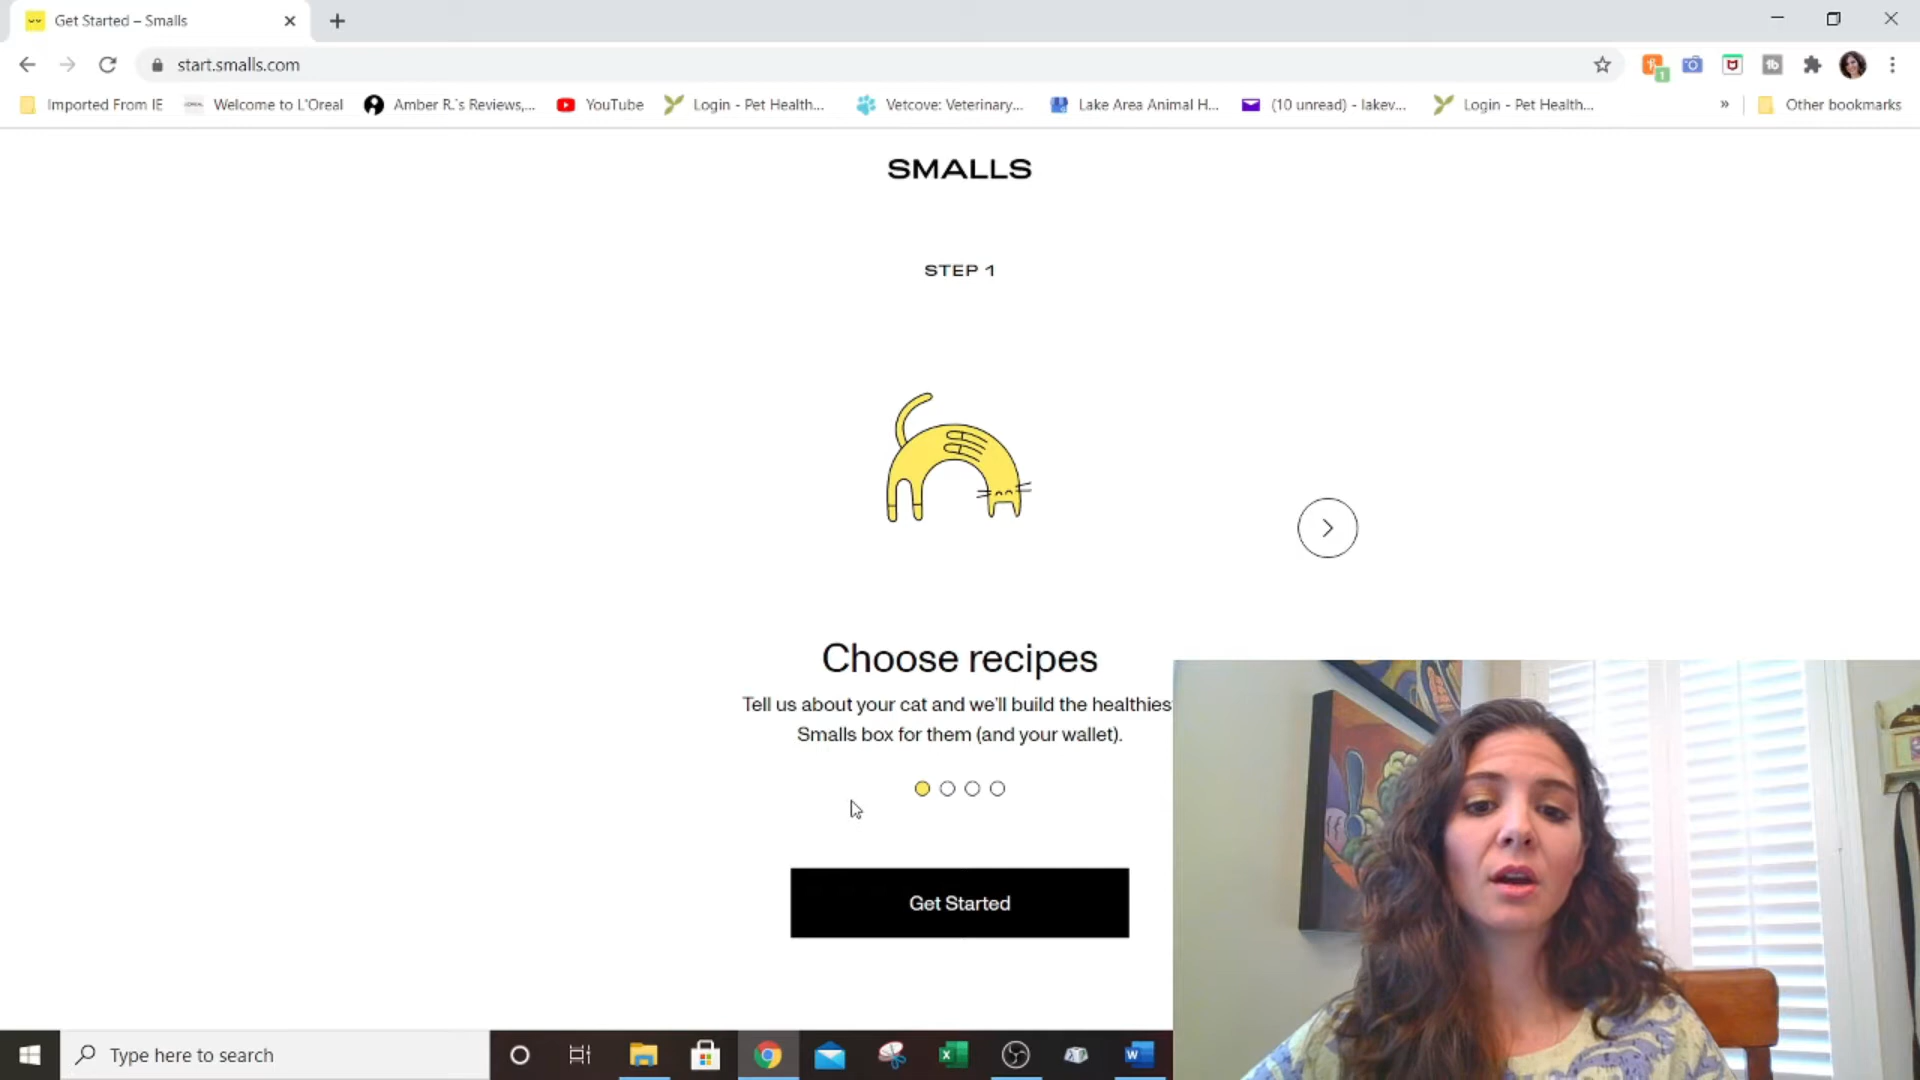 Get Started – Smalls
start.smalls.com
1
Imported From IE
Welcome to L'Oreal
Amber R.'s Reviews,...
YouTube
Login - Pet Health...
Vetcove: Veterinary...
Lake Area Animal H...
(10 unread) - lakev...
Login - Pet Health...
»
Other bookmarks
SMALLS
STEP 1
Choose recipes
Tell us about your cat and we'll build the healthies
Smalls box for them (and your wallet).
Get Started
Type here to search